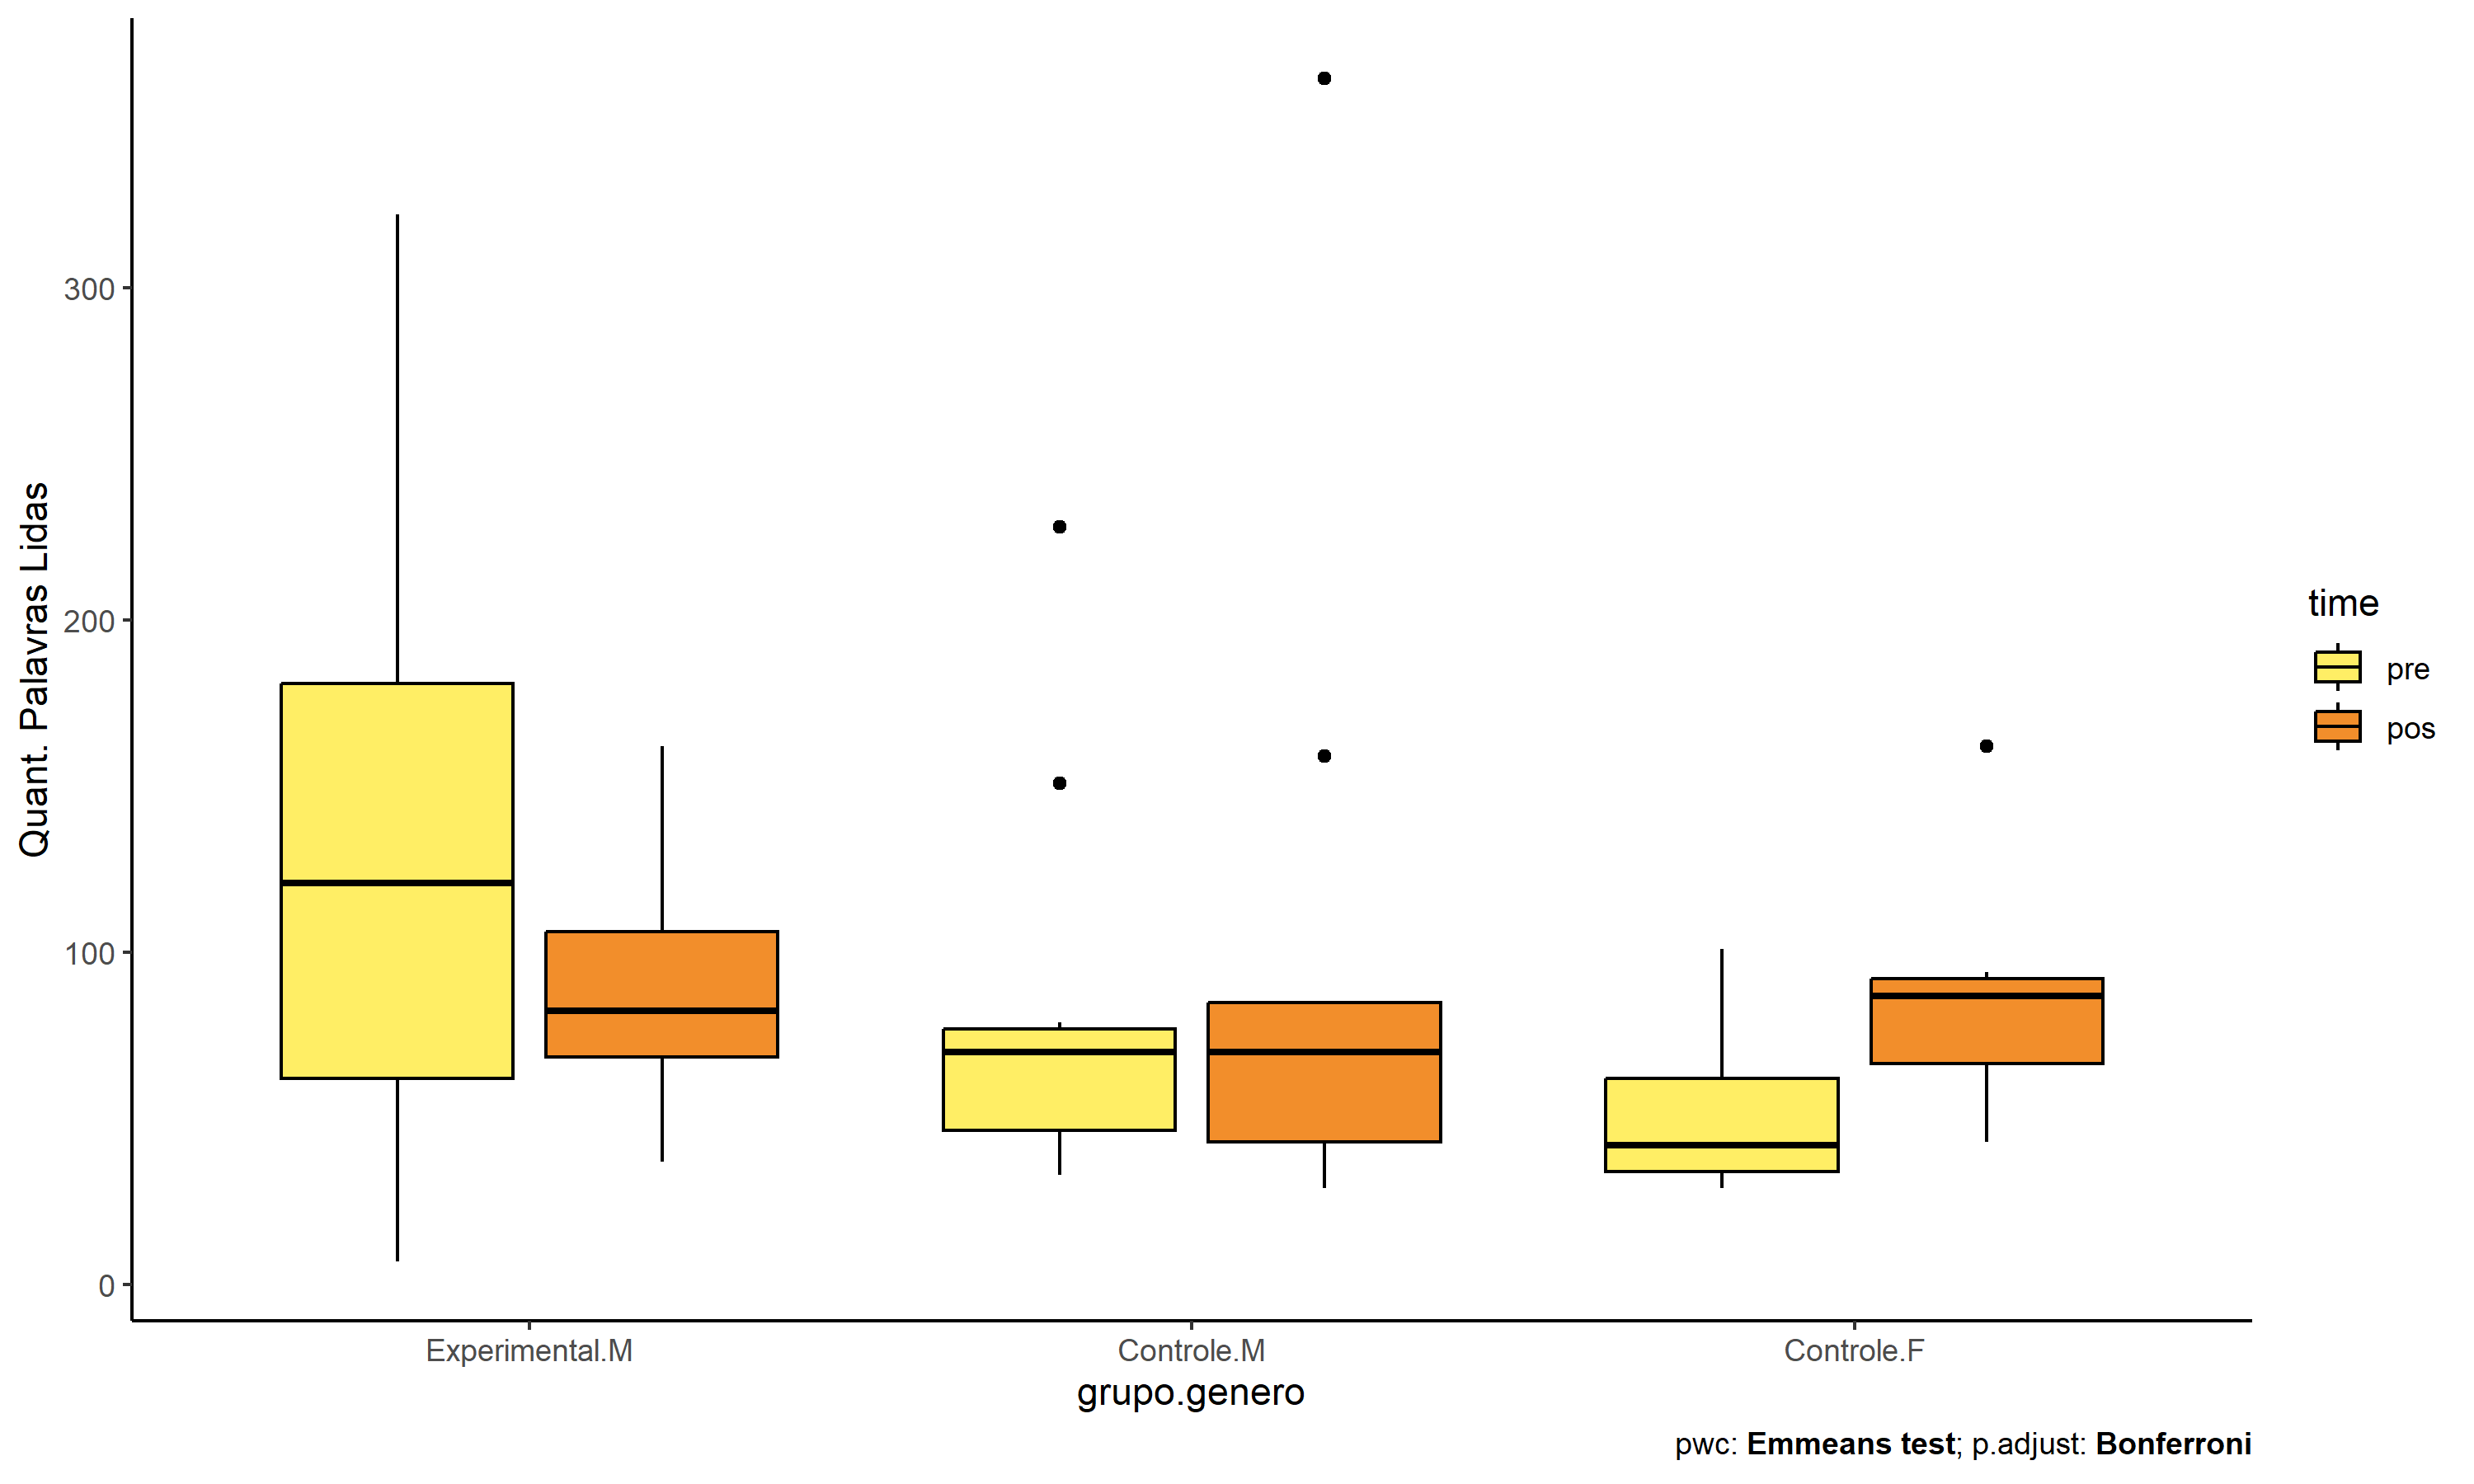 Quant. Palavras Lidas
300
200
100
0
Experimental.M
Controle.M
Controle.F
grupo.genero
time
pre
pos
pwc: Emmeans test; p.adjust: Bonferroni